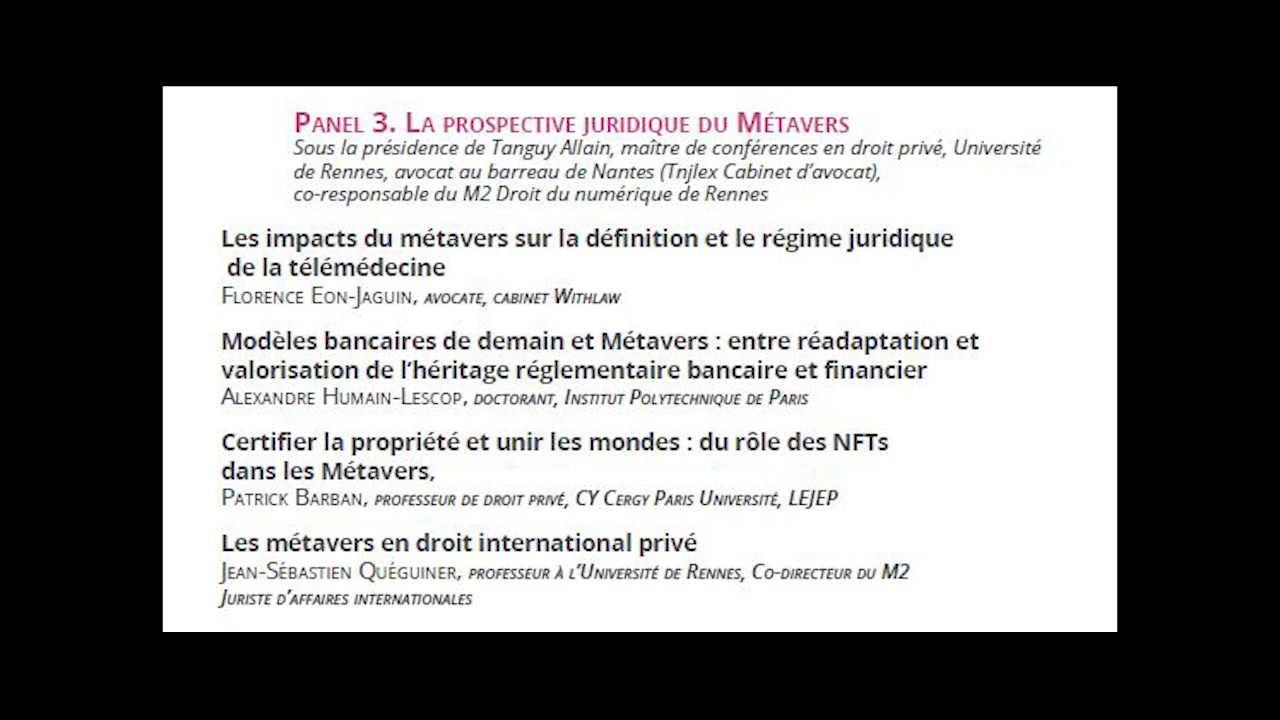 Panel 3. La prospective juridique du Métavers
Sous la présidence de Tanguy Allain, maître de conférences en droit privé, Université
de Rennes, avocat au barreau de Nantes (Tnjlex Cabinet d’avocat),
co-responsable du M2 Droit du numérique de Rennes
Les impacts du métavers sur la définition et le régime juridique
de la télémédecine
Florence Eon-Jaguin, avocate, cabinet Withlaw
Modèles bancaires de demain et Métavers : entre réadaptation et
valorisation de l’héritage réglementaire bancaire et financier
Alexandre Humain-Lescop, doctorant, Institut Polytechnique de Paris
Certifier la propriété et unir les mondes : du rôle des NFTs
dans les Métavers,
Patrick Barban, professeur de droit privé, CY Cergy Paris Université, LEJEP
Les métavers en droit international privé
Jean-Sébastien Quéguiner, professeur à l’Université de Rennes, Co-directeur du M2
Juriste d’affaires internationales